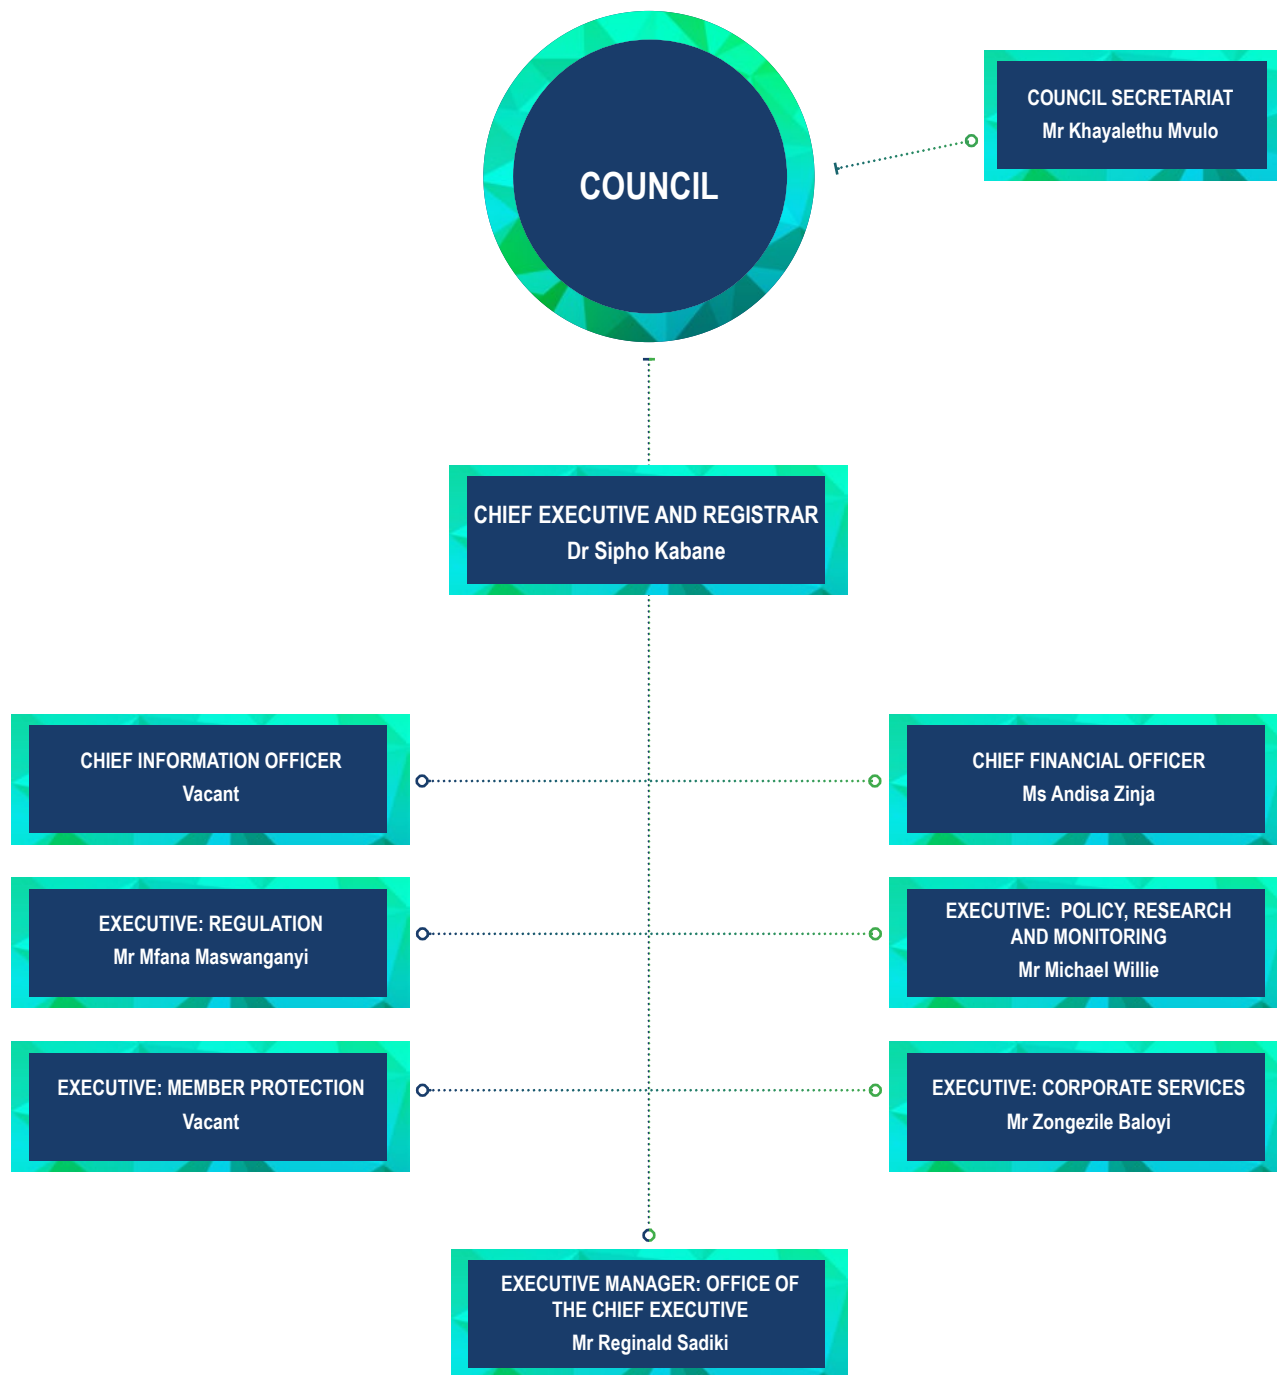 COUNCIL
COUNCIL SECRETARIAT
Mr Khayalethu Mvulo
CHIEF EXECUTIVE AND REGISTRAR
Dr Sipho Kabane
CHIEF INFORMATION OFFICER
Vacant
CHIEF FINANCIAL OFFICER
Ms Andisa Zinja
EXECUTIVE: REGULATION
Mr Mfana Maswanganyi
EXECUTIVE: POLICY, RESEARCH
AND MONITORING
Mr Michael Willie
EXECUTIVE: MEMBER PROTECTION
Vacant
EXECUTIVE: CORPORATE SERVICES
Mr Zongezile Baloyi
EXECUTIVE MANAGER: OFFICE OF
THE CHIEF EXECUTIVE
Mr Reginald Sadiki